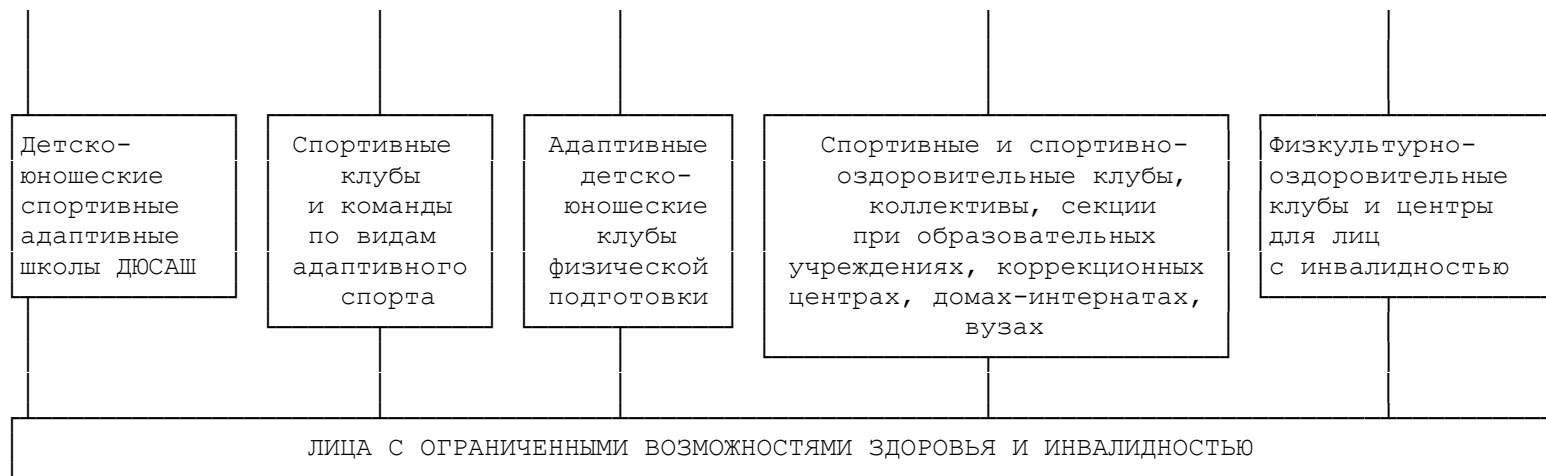 Детско-
юношеские
спортивные
адаптивные
школы ДЮСАШ
Спортивные
клубы
и команды
по видам
адаптивного
спорта
Адаптивные
детско-
юношеские
клубы
физической
подготовки
Спортивные и спортивно-
оздоровительные клубы,
коллективы, секции
при образовательных
учреждениях, коррекционных
центрах, домах-интернатах,
вузах
Физкультурно-
оздоровительные
клубы и центры
для лиц
с инвалидностью
ЛИЦА С ОГРАНИЧЕННЫМИ ВОЗМОЖНОСТЯМИ ЗДОРОВЬЯ И ИНВАЛИДНОСТЬЮ